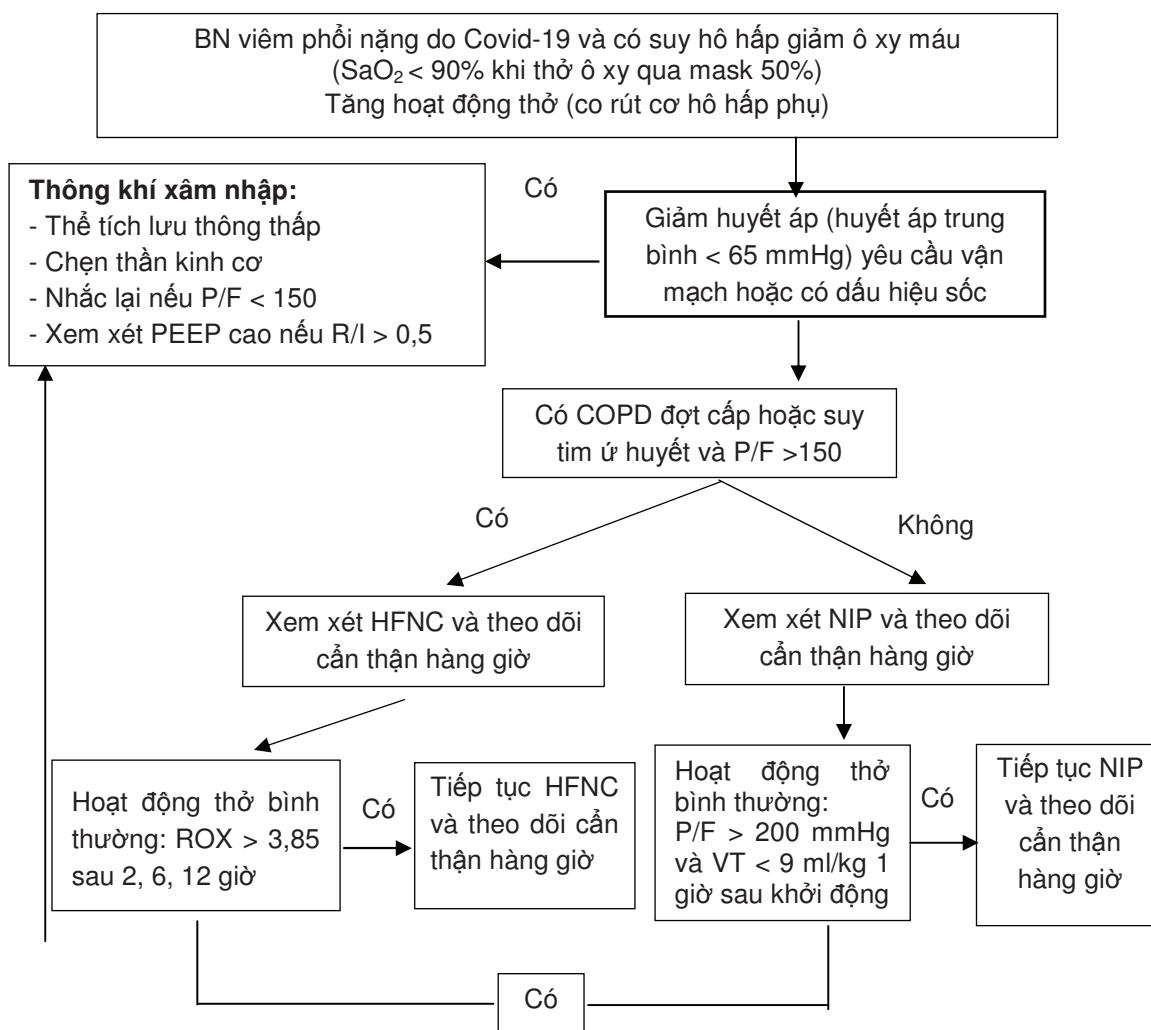 BN viêm phổi nặng do Covid-19 và có suy hô hấp giảm ô xy máu
(SaO₂ < 90% khi thở ô xy qua mask 50%)
Tăng hoạt động thở (co rút cơ hô hấp phụ)
Thông khí xâm nhập:
- Thể tích lưu thông thấp
- Chẹn thần kinh cơ
- Nhắc lại nếu P/F < 150
- Xem xét PEEP cao nếu R/I > 0,5
Có
Giảm huyết áp (huyết áp trung
bình < 65 mmHg) yêu cầu vận
mạch hoặc có dấu hiệu sốc
Có COPD đợt cấp hoặc suy
tim ứ huyết và P/F >150
Có
Không
Xem xét HFNC và theo dõi
cẩn thận hàng giờ
Xem xét NIP và theo dõi
cẩn thận hàng giờ
Hoạt động thở bình
thường: ROX > 3,85
sau 2, 6, 12 giờ
Có
Tiếp tục HFNC
và theo dõi cẩn
thận hàng giờ
Hoạt động thở
bình thường:
P/F > 200 mmHg
và VT < 9 ml/kg 1
giờ sau khởi động
Có
Tiếp tục NIP
và theo dõi
cẩn thận
hàng giờ
Có